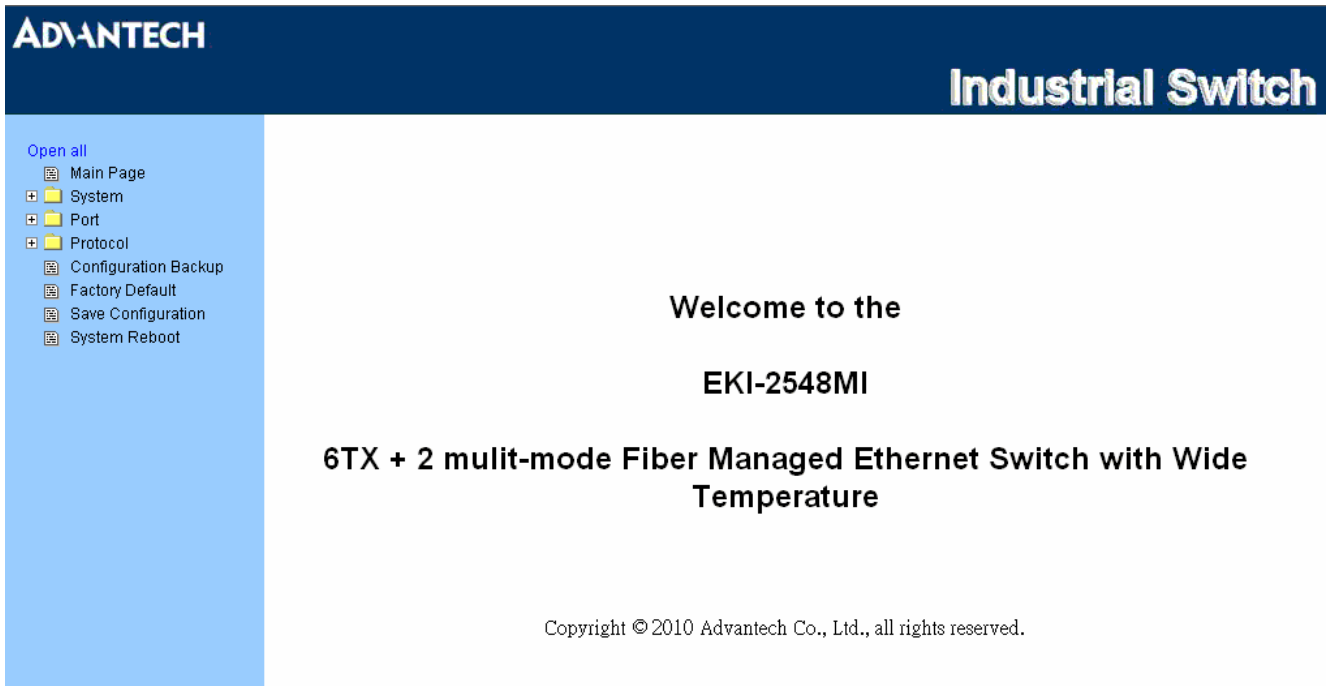 ADVANTECH
Industrial Switch
Open all
Main Page
System
Port
Protocol
Configuration Backup
Factory Default
Save Configuration
System Reboot
Welcome to the
EKI-2548MI
6TX + 2 mulit-mode Fiber Managed Ethernet Switch with Wide
Temperature
Copyright © 2010 Advantech Co., Ltd., all rights reserved.